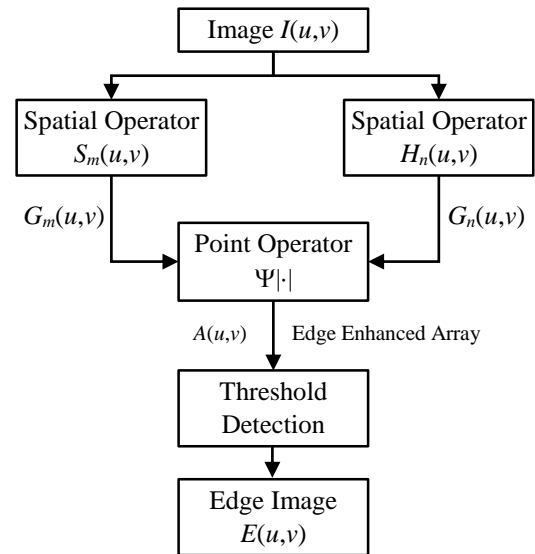 Image I(u,v)
Spatial Operator
Sₘ(u,v)
Spatial Operator
Hₙ(u,v)
Gₘ(u,v)
Gₙ(u,v)
Point Operator
Ψ|·|
A(u,v)
Edge Enhanced Array
Threshold
Detection
Edge Image
E(u,v)